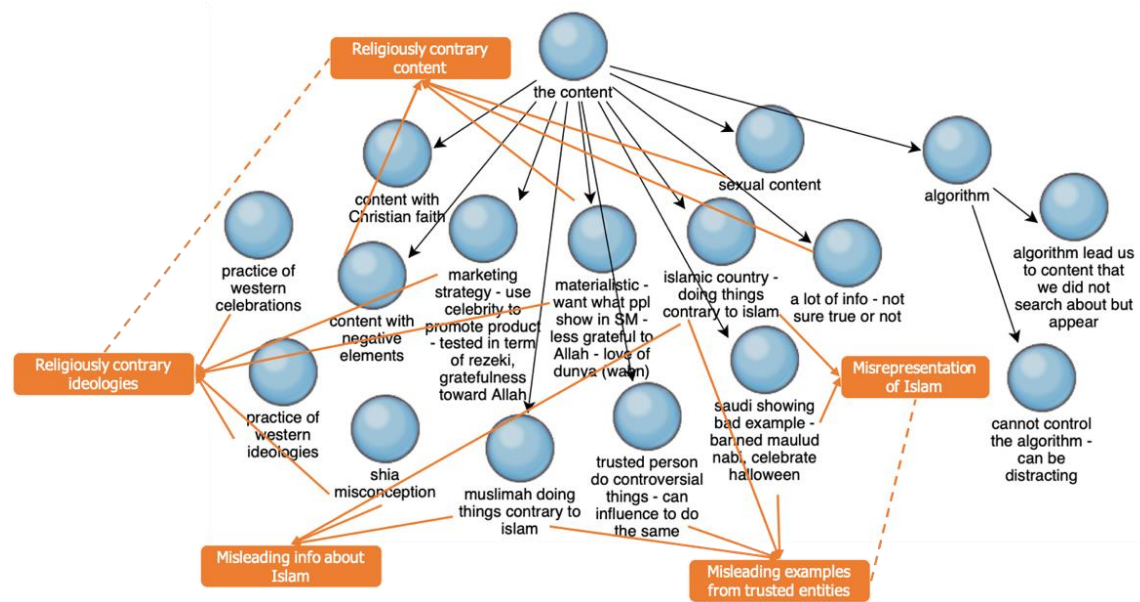 Religiously contrary
content
the content
content with
Christian faith
sexual content
algorithm
practice of
western
celebrations
content with
negative
elements
marketing
strategy - use
celebrity to
promote product
- tested in term
of rezeki,
gratefulness
toward Allah
materialistic -
want what ppl
show in SM -
less grateful to
Allah - love of
dunya (wahn)
islamic country -
doing things
contrary to islam
a lot of info - not
sure true or not
algorithm lead us
to content that
we did not
search about but
appear
Religiously contrary
ideologies
practice of
western
ideologies
shia
misconception
muslimah doing
things contrary to
islam
trusted person
do controversial
things - can
influence to do
the same
saudi showing
bad example -
banned maulud
nabi, celebrate
halloween
Misrepresentation
of Islam
cannot control
the algorithm -
can be
distracting
Misleading info about
Islam
Misleading examples
from trusted entities